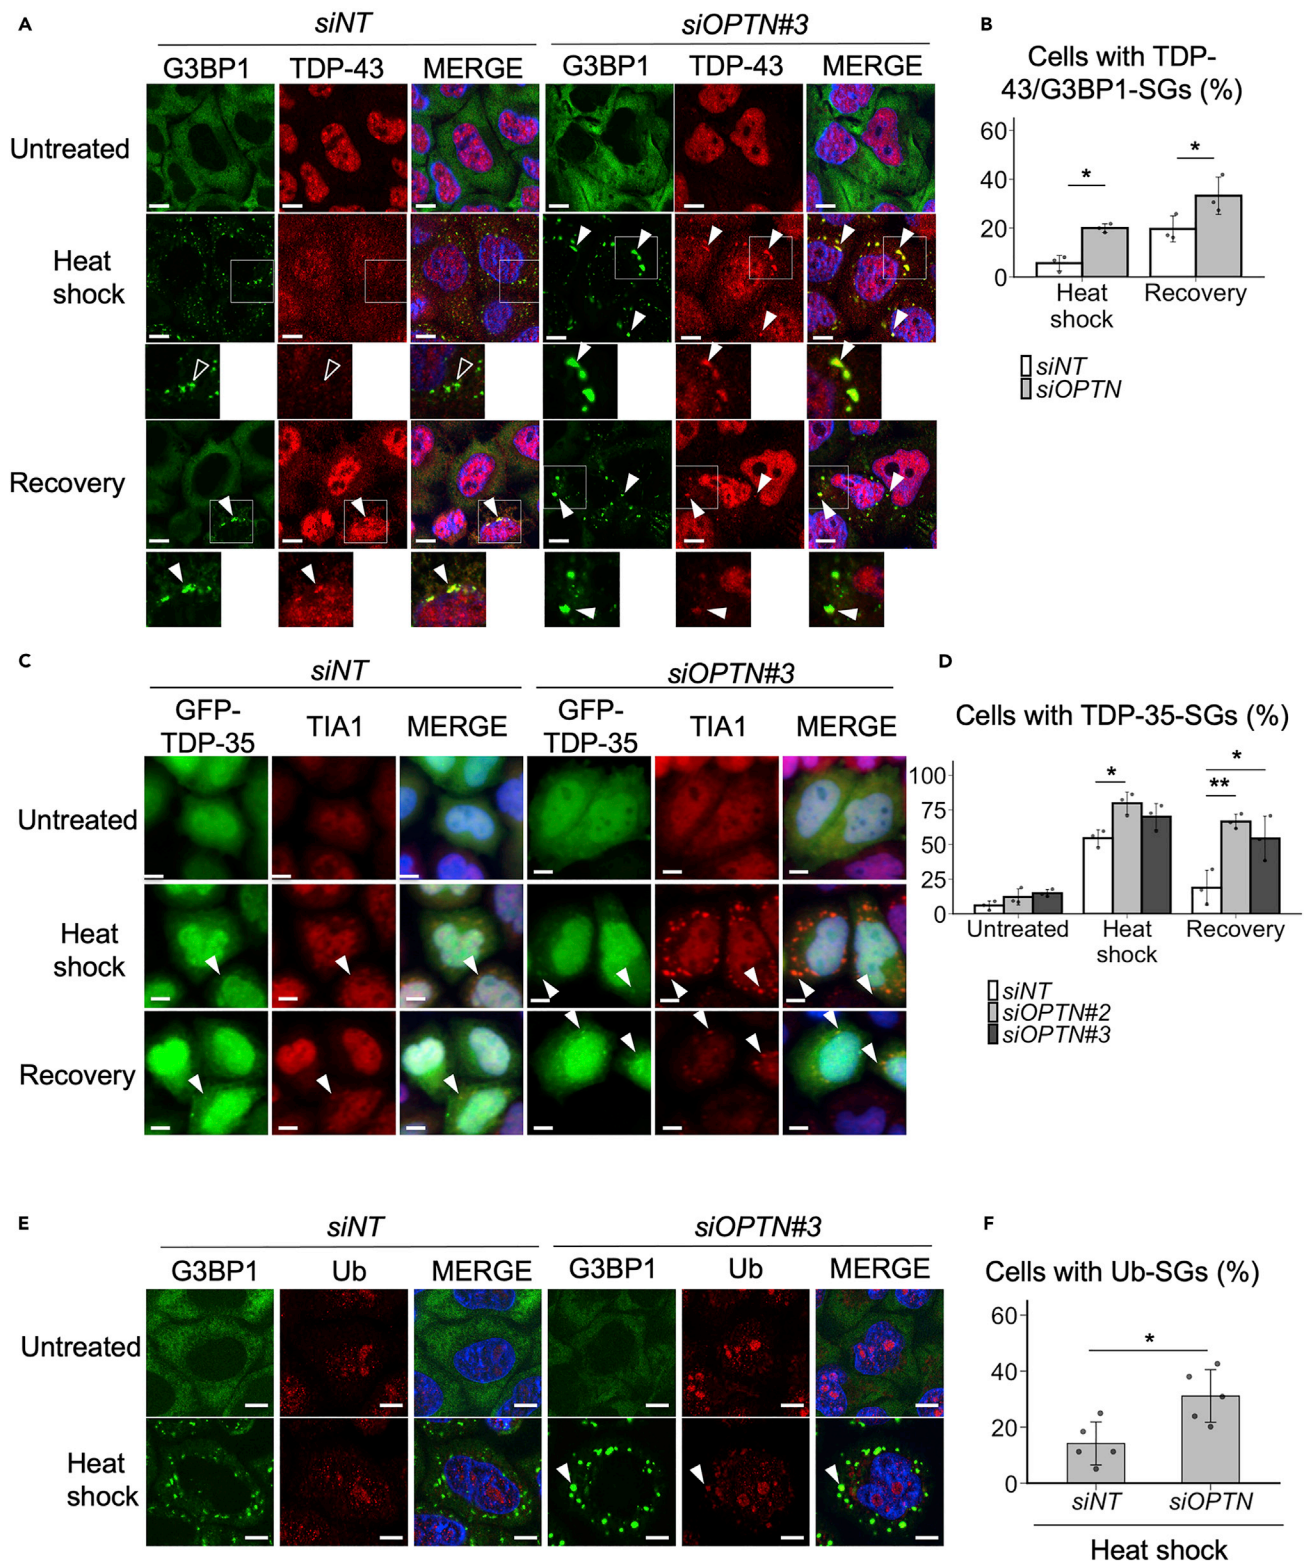 A
siNT
siOPTN#3
G3BP1 TDP-43 MERGE G3BP1 TDP-43 MERGE
Untreated
Heat
shock
Recovery
B
Cells with TDP-
43/G3BP1-SGs (%)
60
40
20
0
*
*
Heat
shock
Recovery
siNT
siOPTN
C
siNT
siOPTN#3
GFP-
TDP-35
TIA1
MERGE
GFP-
TDP-35
TIA1
MERGE
Untreated
Heat
shock
Recovery
D
Cells with TDP-35-SGs (%)
100
75
50
25
0
*
**
*
Untreated
Heat
shock
Recovery
siNT
siOPTN#2
siOPTN#3
E
siNT
siOPTN#3
G3BP1 Ub MERGE G3BP1 Ub MERGE
Untreated
Heat
shock
F
Cells with Ub-SGs (%)
60
40
20
0
*
siNT siOPTN
Heat shock